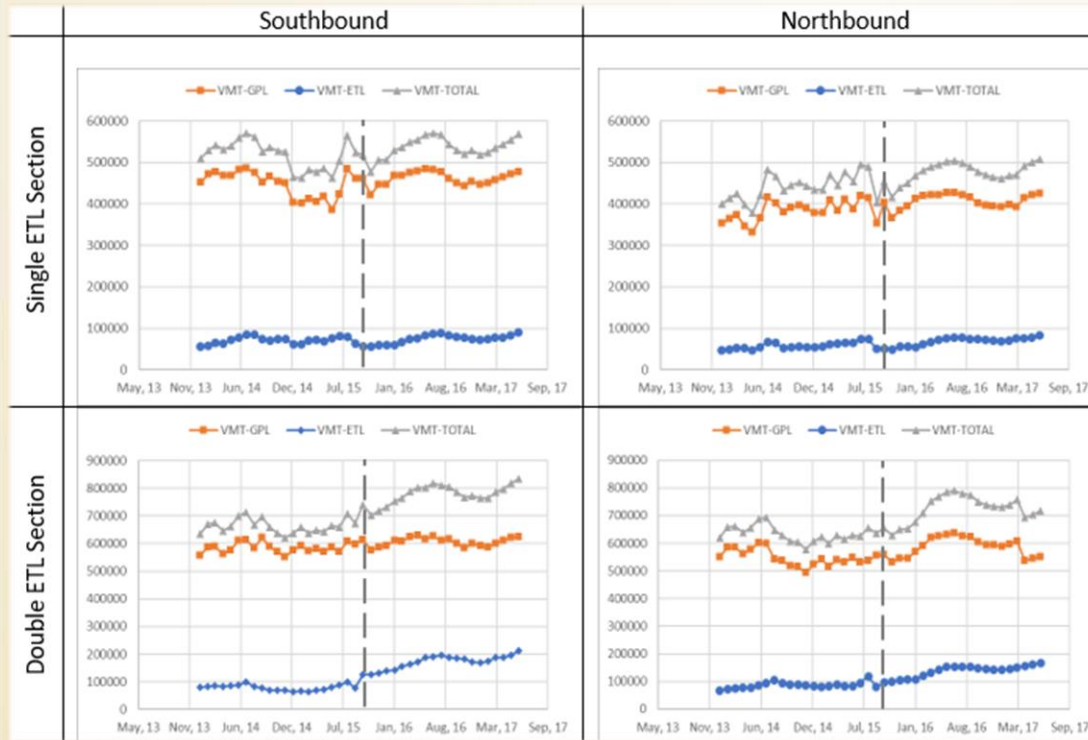 Southbound
Northbound
Single ETL Section
VMT-GPL VMT-ETL VMT-TOTAL
600000
500000
400000
300000
200000
100000
0
May, 13 Nov, 13 Jun, 14 Dec, 14 Jul, 15 Jan, 16 Aug, 16 Mar, 17 Sep, 17
VMT-GPL VMT-ETL VMT-TOTAL
600000
500000
400000
300000
200000
100000
0
May, 13 Nov, 13 Jun, 14 Dec, 14 Jul, 15 Jan, 16 Aug, 16 Mar, 17 Sep, 17
Double ETL Section
VMT-GPL VMT-ETL VMT-TOTAL
900000
800000
700000
600000
500000
400000
300000
200000
100000
0
May, 13 Nov, 13 Jun, 14 Dec, 14 Jul, 15 Jan, 16 Aug, 16 Mar, 17 Sep, 17
VMT-GPL VMT-ETL VMT-TOTAL
900000
800000
700000
600000
500000
400000
300000
200000
100000
0
May, 13 Nov, 13 Jun, 14 Dec, 14 Jul, 15 Jan, 16 Aug, 16 Mar, 17 Sep, 17